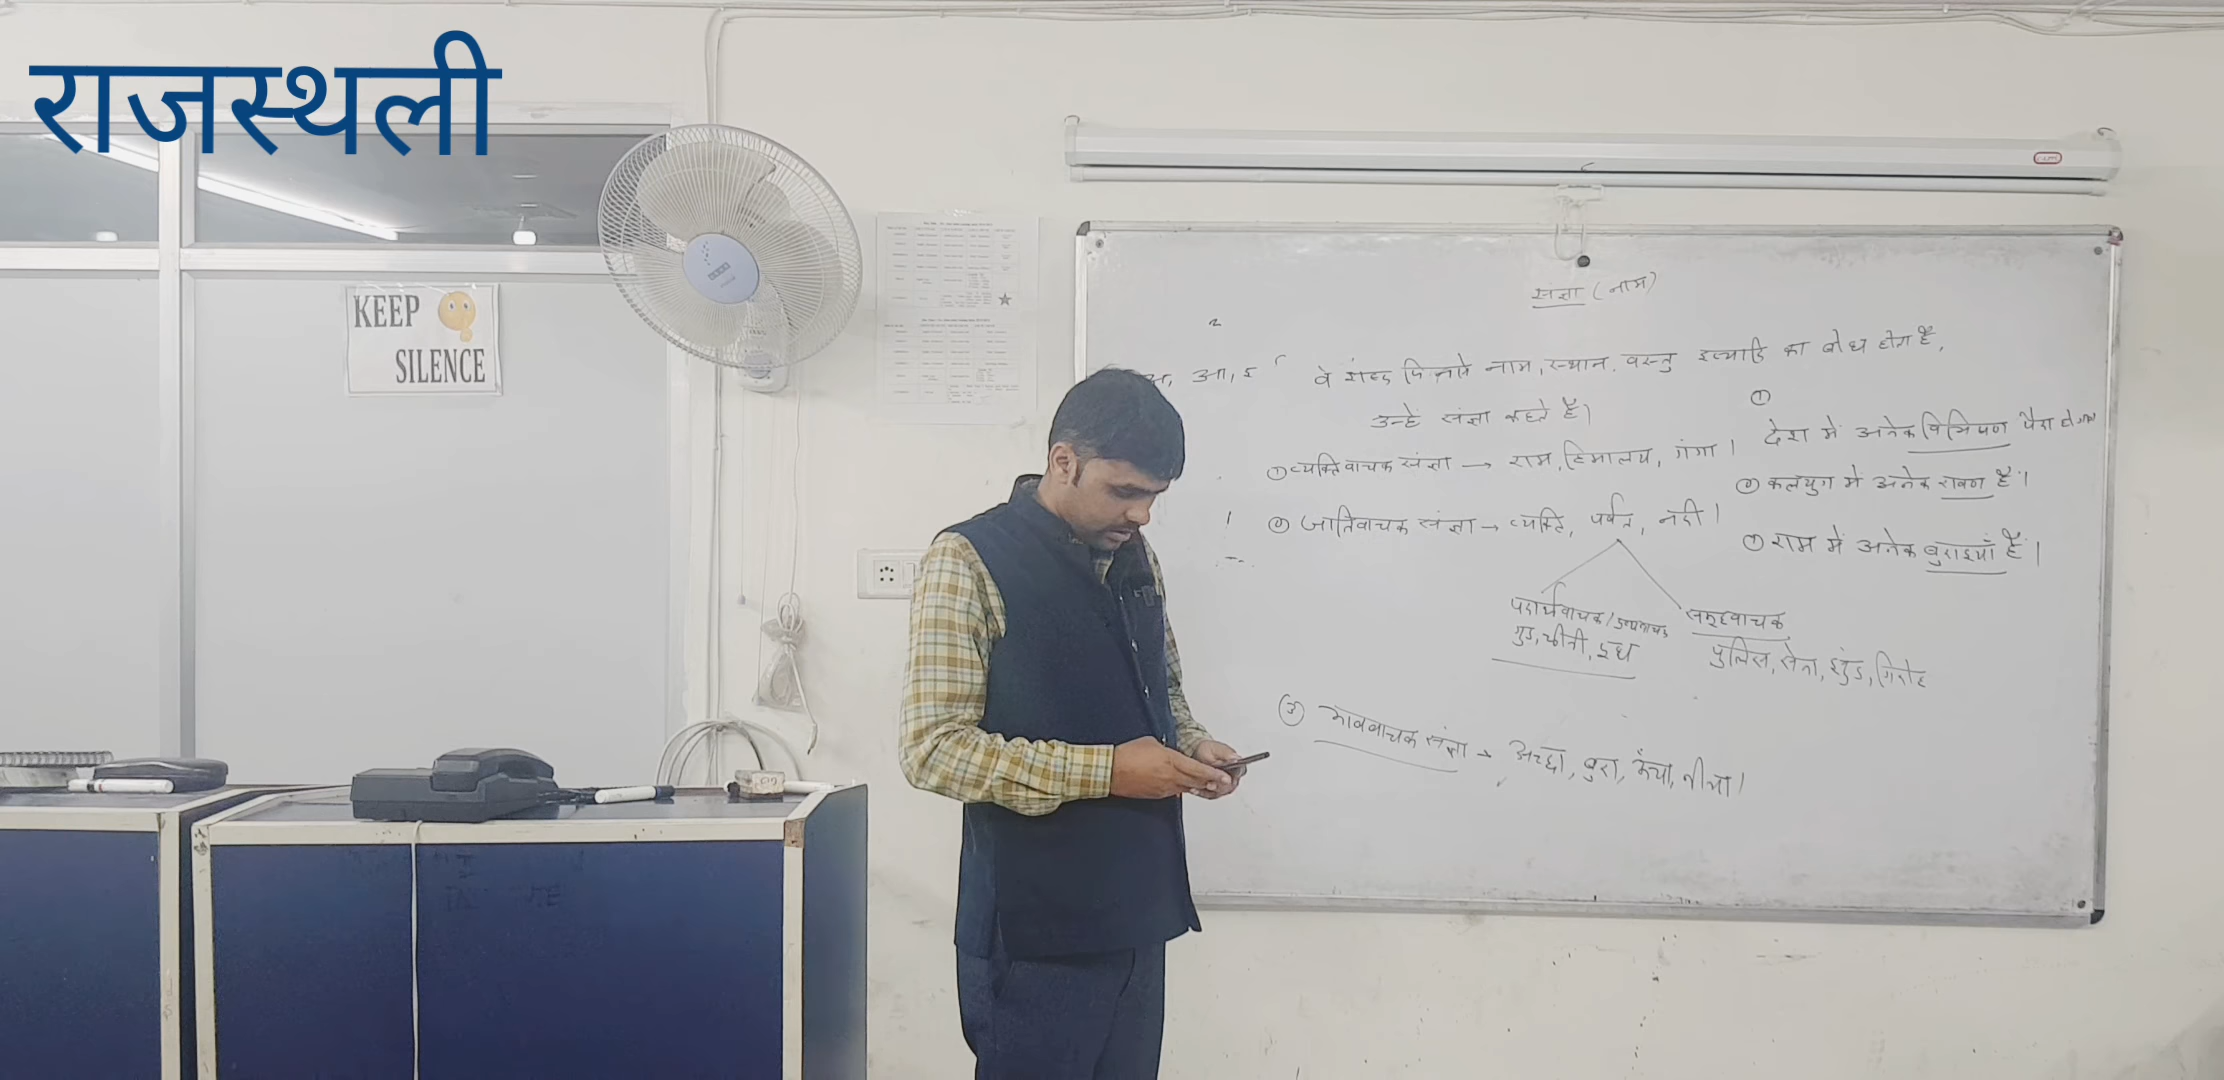 राजस्थली
KEEP
SILENCE
संज्ञा (नाम)
अ, आ, इ
वे शब्द जिनसे नाम, स्थान, वस्तु इत्यादि का बोध होता है,
उन्हे संज्ञा कहते हैं।
① व्यक्तिवाचक संज्ञा → राम, हिमालय, गंगा।
② जातिवाचक संज्ञा → व्यक्ति, पर्वत, नदी।
पदार्थवाचक/द्रव्यवाचक
गुड़, चीनी, दूध
समूहवाचक
पुलिस, सेना, झुंड, गिरोह
③ भाववाचक संज्ञा → अच्छा, बुरा, ऊँचा, नीचा।
①
देश में अनेक पैदा हो गए
② कलयुग में अनेक रावण हैं।
राम में अनेक बुराइयाँ हैं।